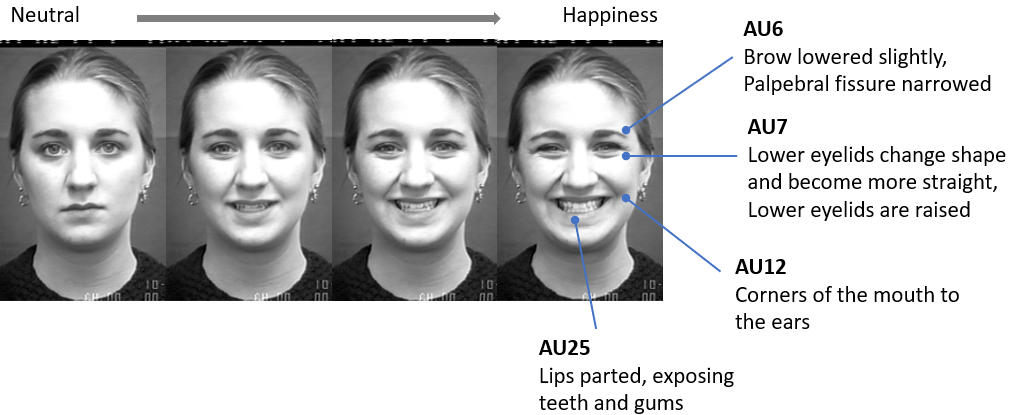 Neutral
Happiness
AU6
Brow lowered slightly,
Palpebral fissure narrowed
AU7
Lower eyelids change shape
and become more straight,
Lower eyelids are raised
AU12
Corners of the mouth to
the ears
AU25
Lips parted, exposing
teeth and gums